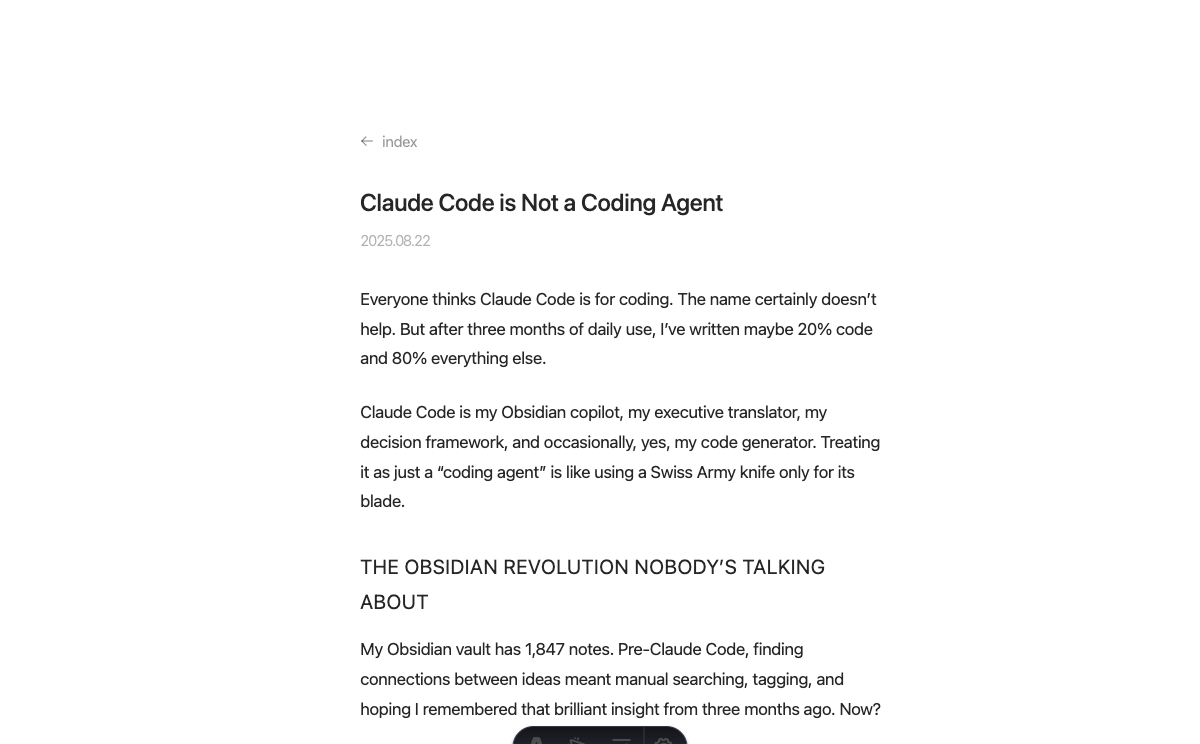 ← index
Claude Code is Not a Coding Agent
2025.08.22
Everyone thinks Claude Code is for coding. The name certainly doesn’t
help. But after three months of daily use, I’ve written maybe 20% code
and 80% everything else.
Claude Code is my Obsidian copilot, my executive translator, my
decision framework, and occasionally, yes, my code generator. Treating
it as just a “coding agent” is like using a Swiss Army knife only for its
blade.
THE OBSIDIAN REVOLUTION NOBODY’S TALKING
ABOUT
My Obsidian vault has 1,847 notes. Pre-Claude Code, finding
connections between ideas meant manual searching, tagging, and
hoping I remembered that brilliant insight from three months ago. Now?